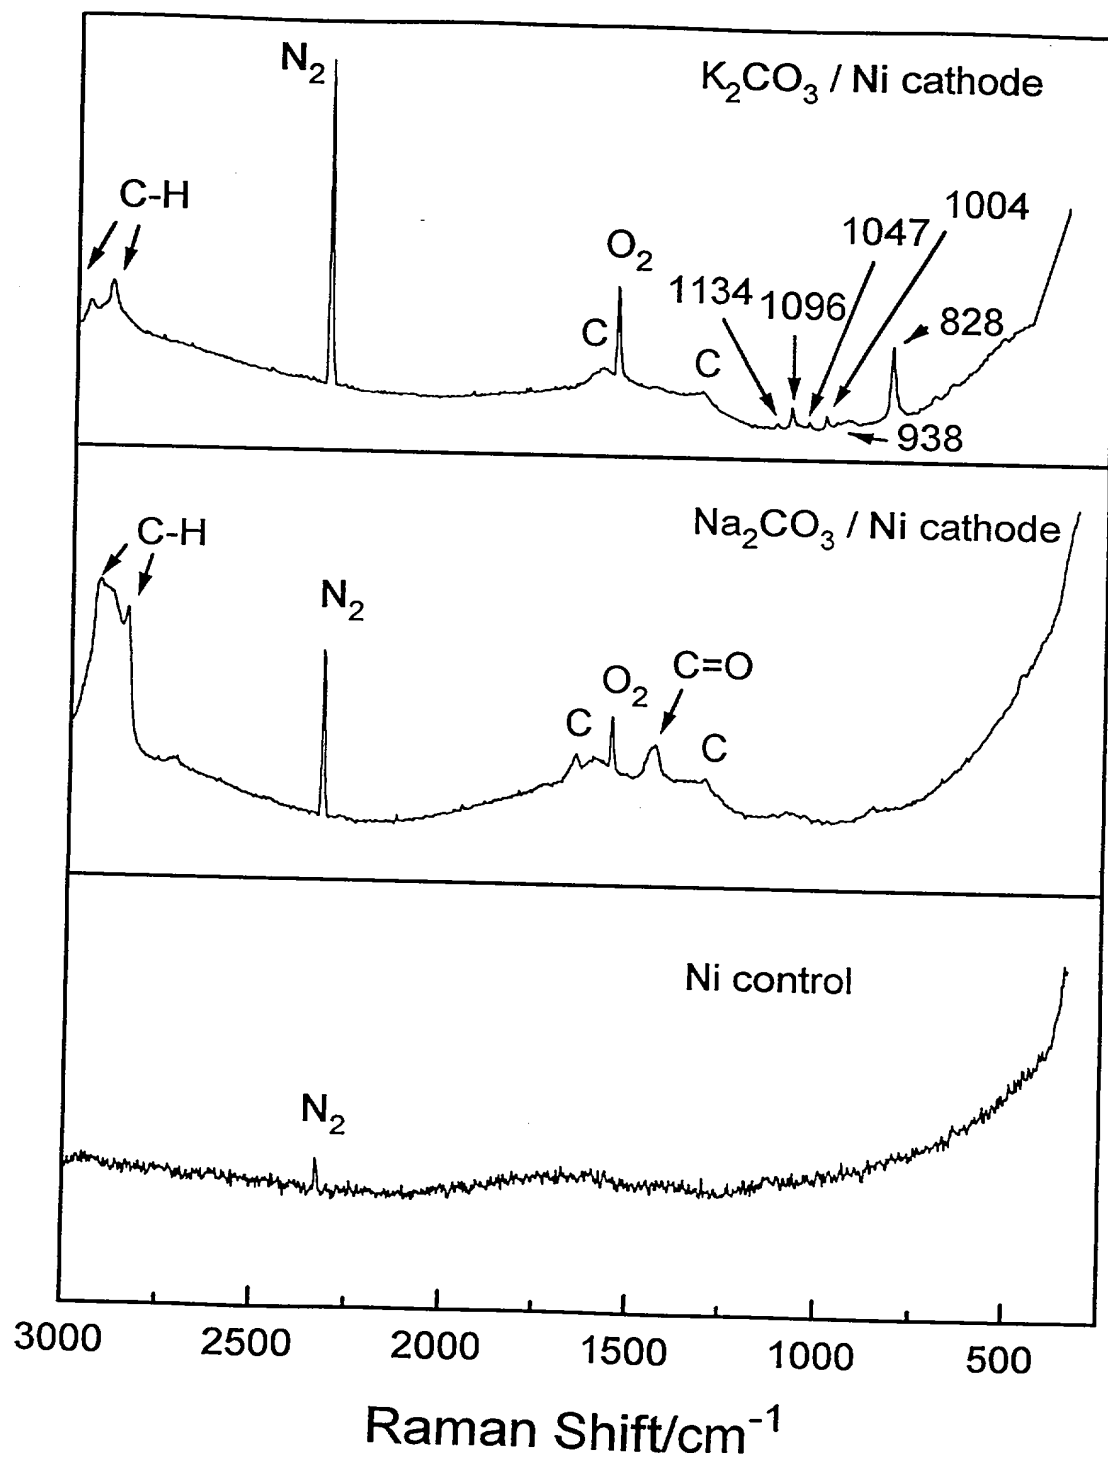 N₂
K₂CO₃ / Ni cathode
C-H
1004
1047
O₂
1134
1096
828
C
C
938
Na₂CO₃ / Ni cathode
C-H
N₂
C=O
O₂
C
C
Ni control
N₂
3000 2500 2000 1500 1000 500
Raman Shift/cm⁻¹